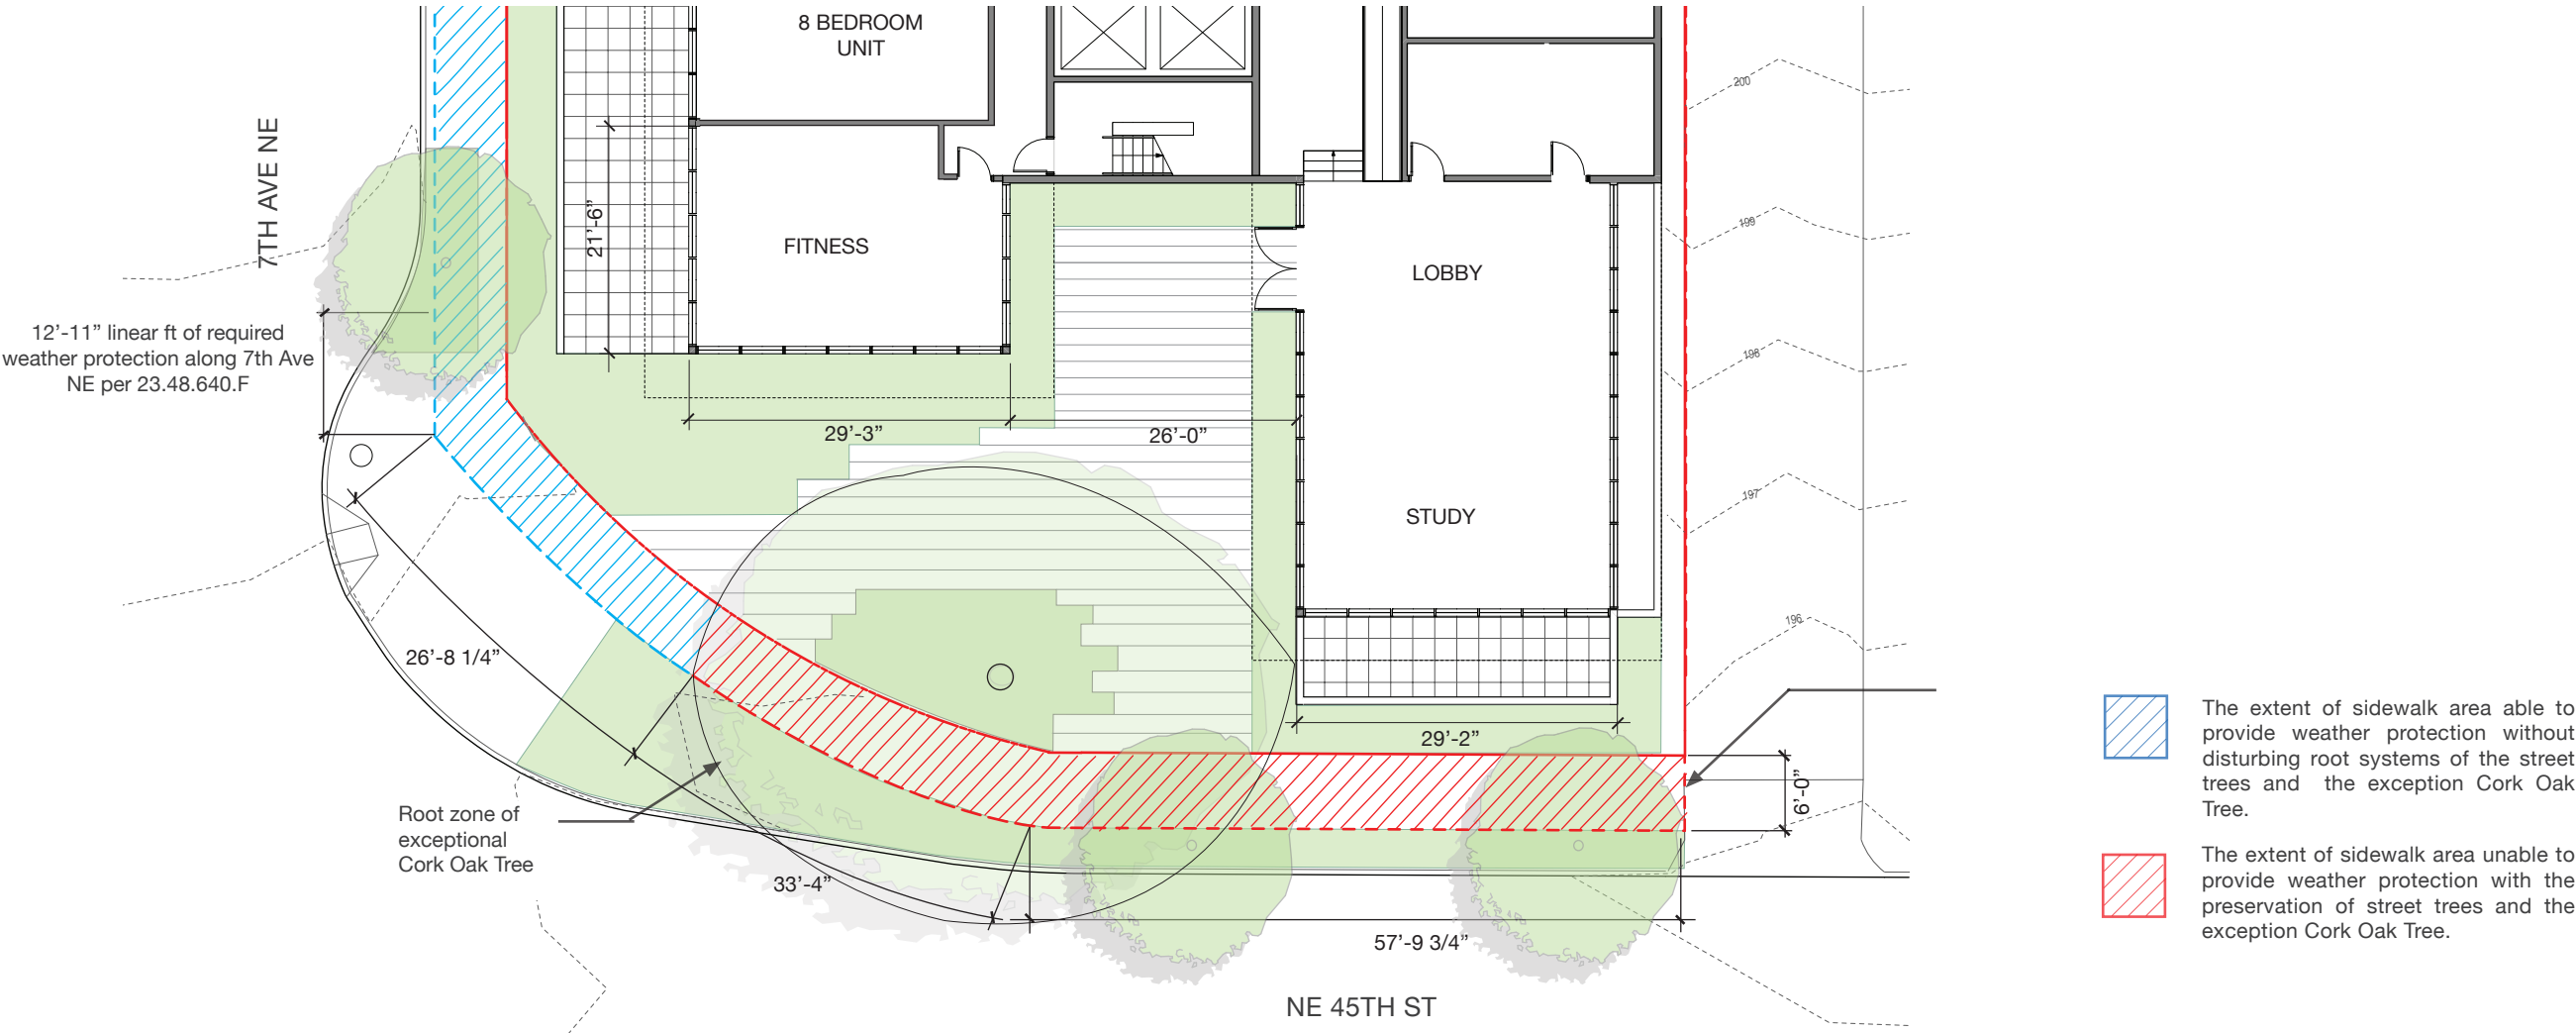 8 BEDROOM
UNIT
7TH AVE NE
200
21’-6”
FITNESS
LOBBY
199
12’-11” linear ft of required
weather protection along 7th Ave
NE per 23.48.640.F
198
29’-3”
26’-0”
197
STUDY
196
26’-8 1/4”
29’-2”
6’-0”
Root zone of
exceptional
Cork Oak Tree
33’-4”
57’-9 3/4”
NE 45TH ST
The extent of sidewalk area able to
provide weather protection without
disturbing root systems of the street
trees and the exception Cork Oak
Tree.
The extent of sidewalk area unable to
provide weather protection with the
preservation of street trees and the
exception Cork Oak Tree.